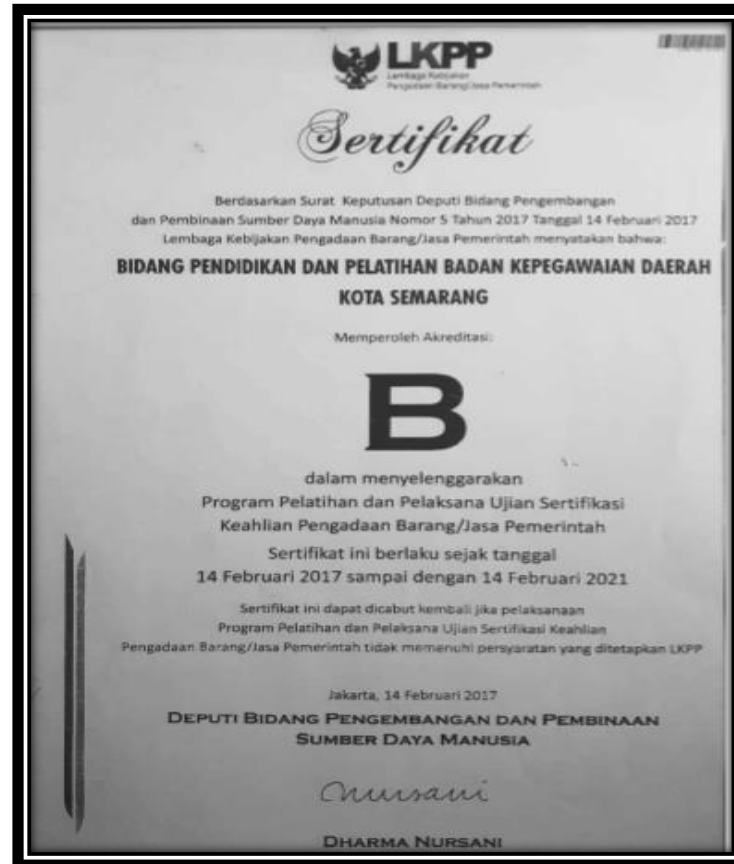 LKPP
Lembaga Kebijakan
Pengadaan Barang/Jasa Pemerintah
Sertifikat
Berdasarkan Surat Keputusan Deputi Bidang Pengembangan
dan Pembinaan Sumber Daya Manusia Nomor 5 Tahun 2017 Tanggal 14 Februari 2017
Lembaga Kebijakan Pengadaan Barang/Jasa Pemerintah menyatakan bahwa:
BIDANG PENDIDIKAN DAN PELATIHAN BADAN KEPEGAWAIAN DAERAH
KOTA SEMARANG
Memperoleh Akreditasi:
B
dalam menyelenggarakan
Program Pelatihan dan Pelaksana Ujian Sertifikasi
Keahlian Pengadaan Barang/Jasa Pemerintah
Sertifikat ini berlaku sejak tanggal
14 Februari 2017 sampai dengan 14 Februari 2021
Sertifikat ini dapat dicabut kembali jika pelaksanaan
Program Pelatihan dan Pelaksana Ujian Sertifikasi Keahlian
Pengadaan Barang/Jasa Pemerintah tidak memenuhi persyaratan yang ditetapkan LKPP
Jakarta, 14 Februari 2017
DEPUTI BIDANG PENGEMBANGAN DAN PEMBINAAN
SUMBER DAYA MANUSIA
nursani
DHARMA NURSANI